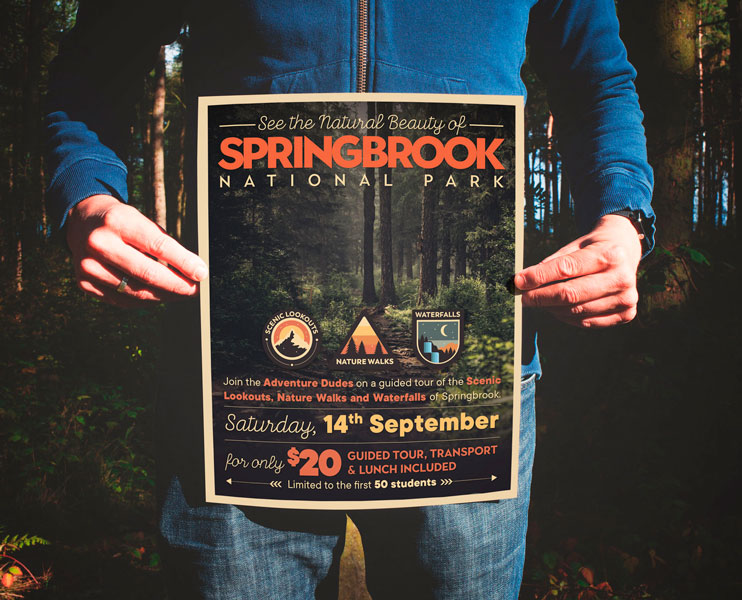 See the Natural Beauty of
SPRINGBROOK
NATIONAL PARK
SCENIC LOOKOUTS
NATURE WALKS
WATERFALLS
Join the Adventure Dudes on a guided tour of the Scenic
Lookouts, Nature Walks and Waterfalls of Springbrook.
Saturday, 14th September
for only $20 GUIDED TOUR, TRANSPORT
& LUNCH INCLUDED
Limited to the first 50 students